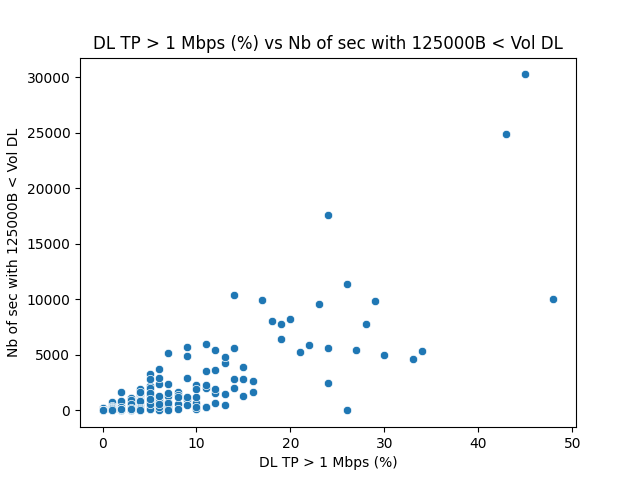 DL TP > 1 Mbps (%) vs Nb of sec with 125000B < Vol DL
30000
25000
20000
15000
10000
5000
0
Nb of sec with 125000B < Vol DL
0 10 20 30 40 50
DL TP > 1 Mbps (%)